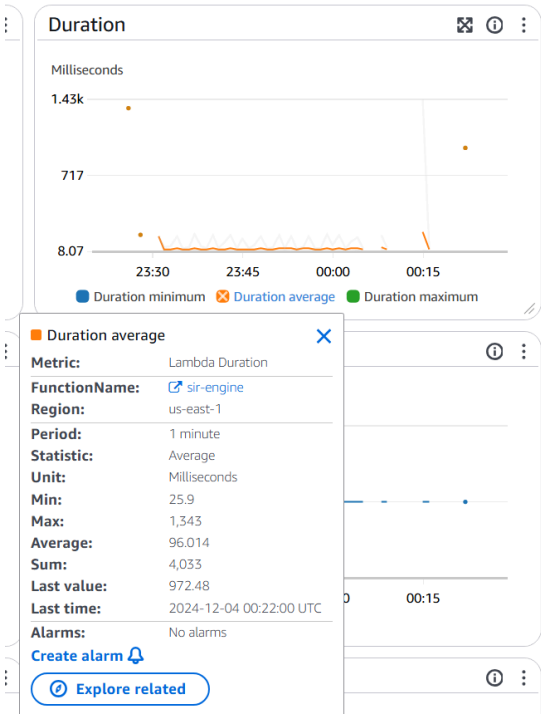 Duration
Milliseconds
1.43k
717
8.07
23:30 23:45 00:00 00:15
Duration minimum Duration average Duration maximum
Duration average
Metric: Lambda Duration
FunctionName: sir-engine
Region: us-east-1
Period: 1 minute
Statistic: Average
Unit: Milliseconds
Min: 25.9
Max: 1,343
Average: 96.014
Sum: 4,033
Last value: 972.48
Last time: 2024-12-04 00:22:00 UTC
Alarms: No alarms
Create alarm
Explore related
0 00:15